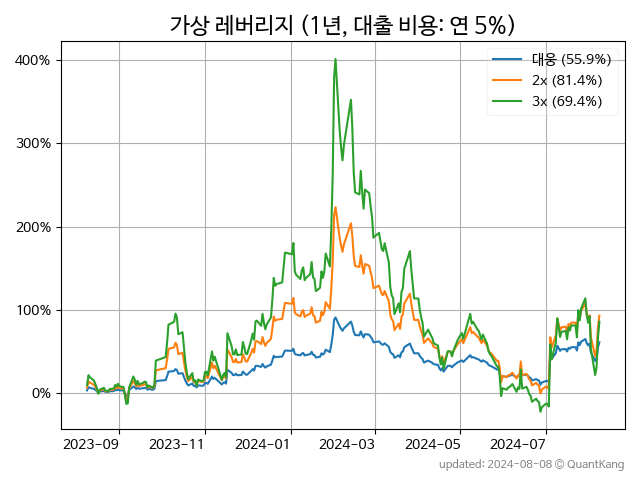 가상 레버리지 (1년, 대출 비용: 연 5%)
대웅 (55.9%)
2x (81.4%)
3x (69.4%)
400%
300%
200%
100%
0%
2023-09
2023-11
2024-01
2024-03
2024-05
2024-07
updated: 2024-08-08 © QuantKang